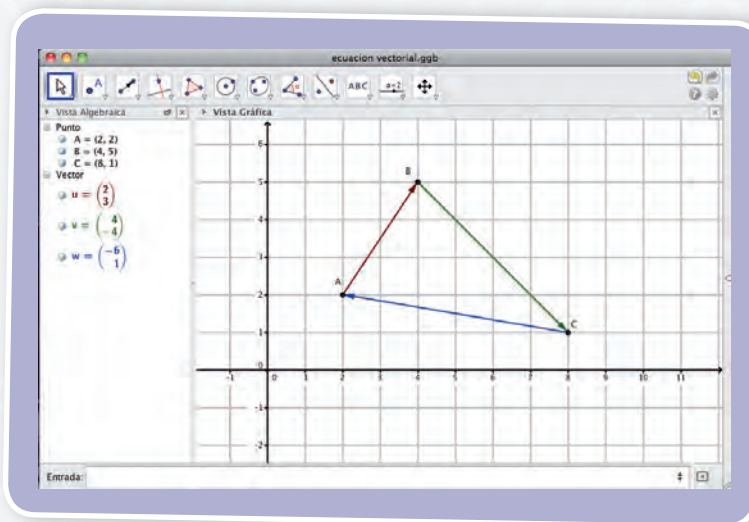 ecuacion vectorial.ggb
ABC a=2
Vista Algebraica
Vista Gráfica
Punto
A = (2, 2)
B = (4, 5)
C = (8, 1)
Vector
u = (2
3)
v = (4
-4)
w = (-6
1)
6
5
B
4
3
A
2
1
C
0
-1 0 1 2 3 4 5 6 7 8 9 10 11
-1
-2
Entrada: